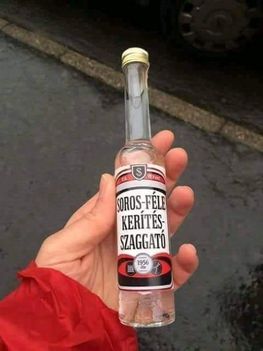 S
SOROS-FÉLE
KERÍTÉS-
SZAGGATÓ
1956